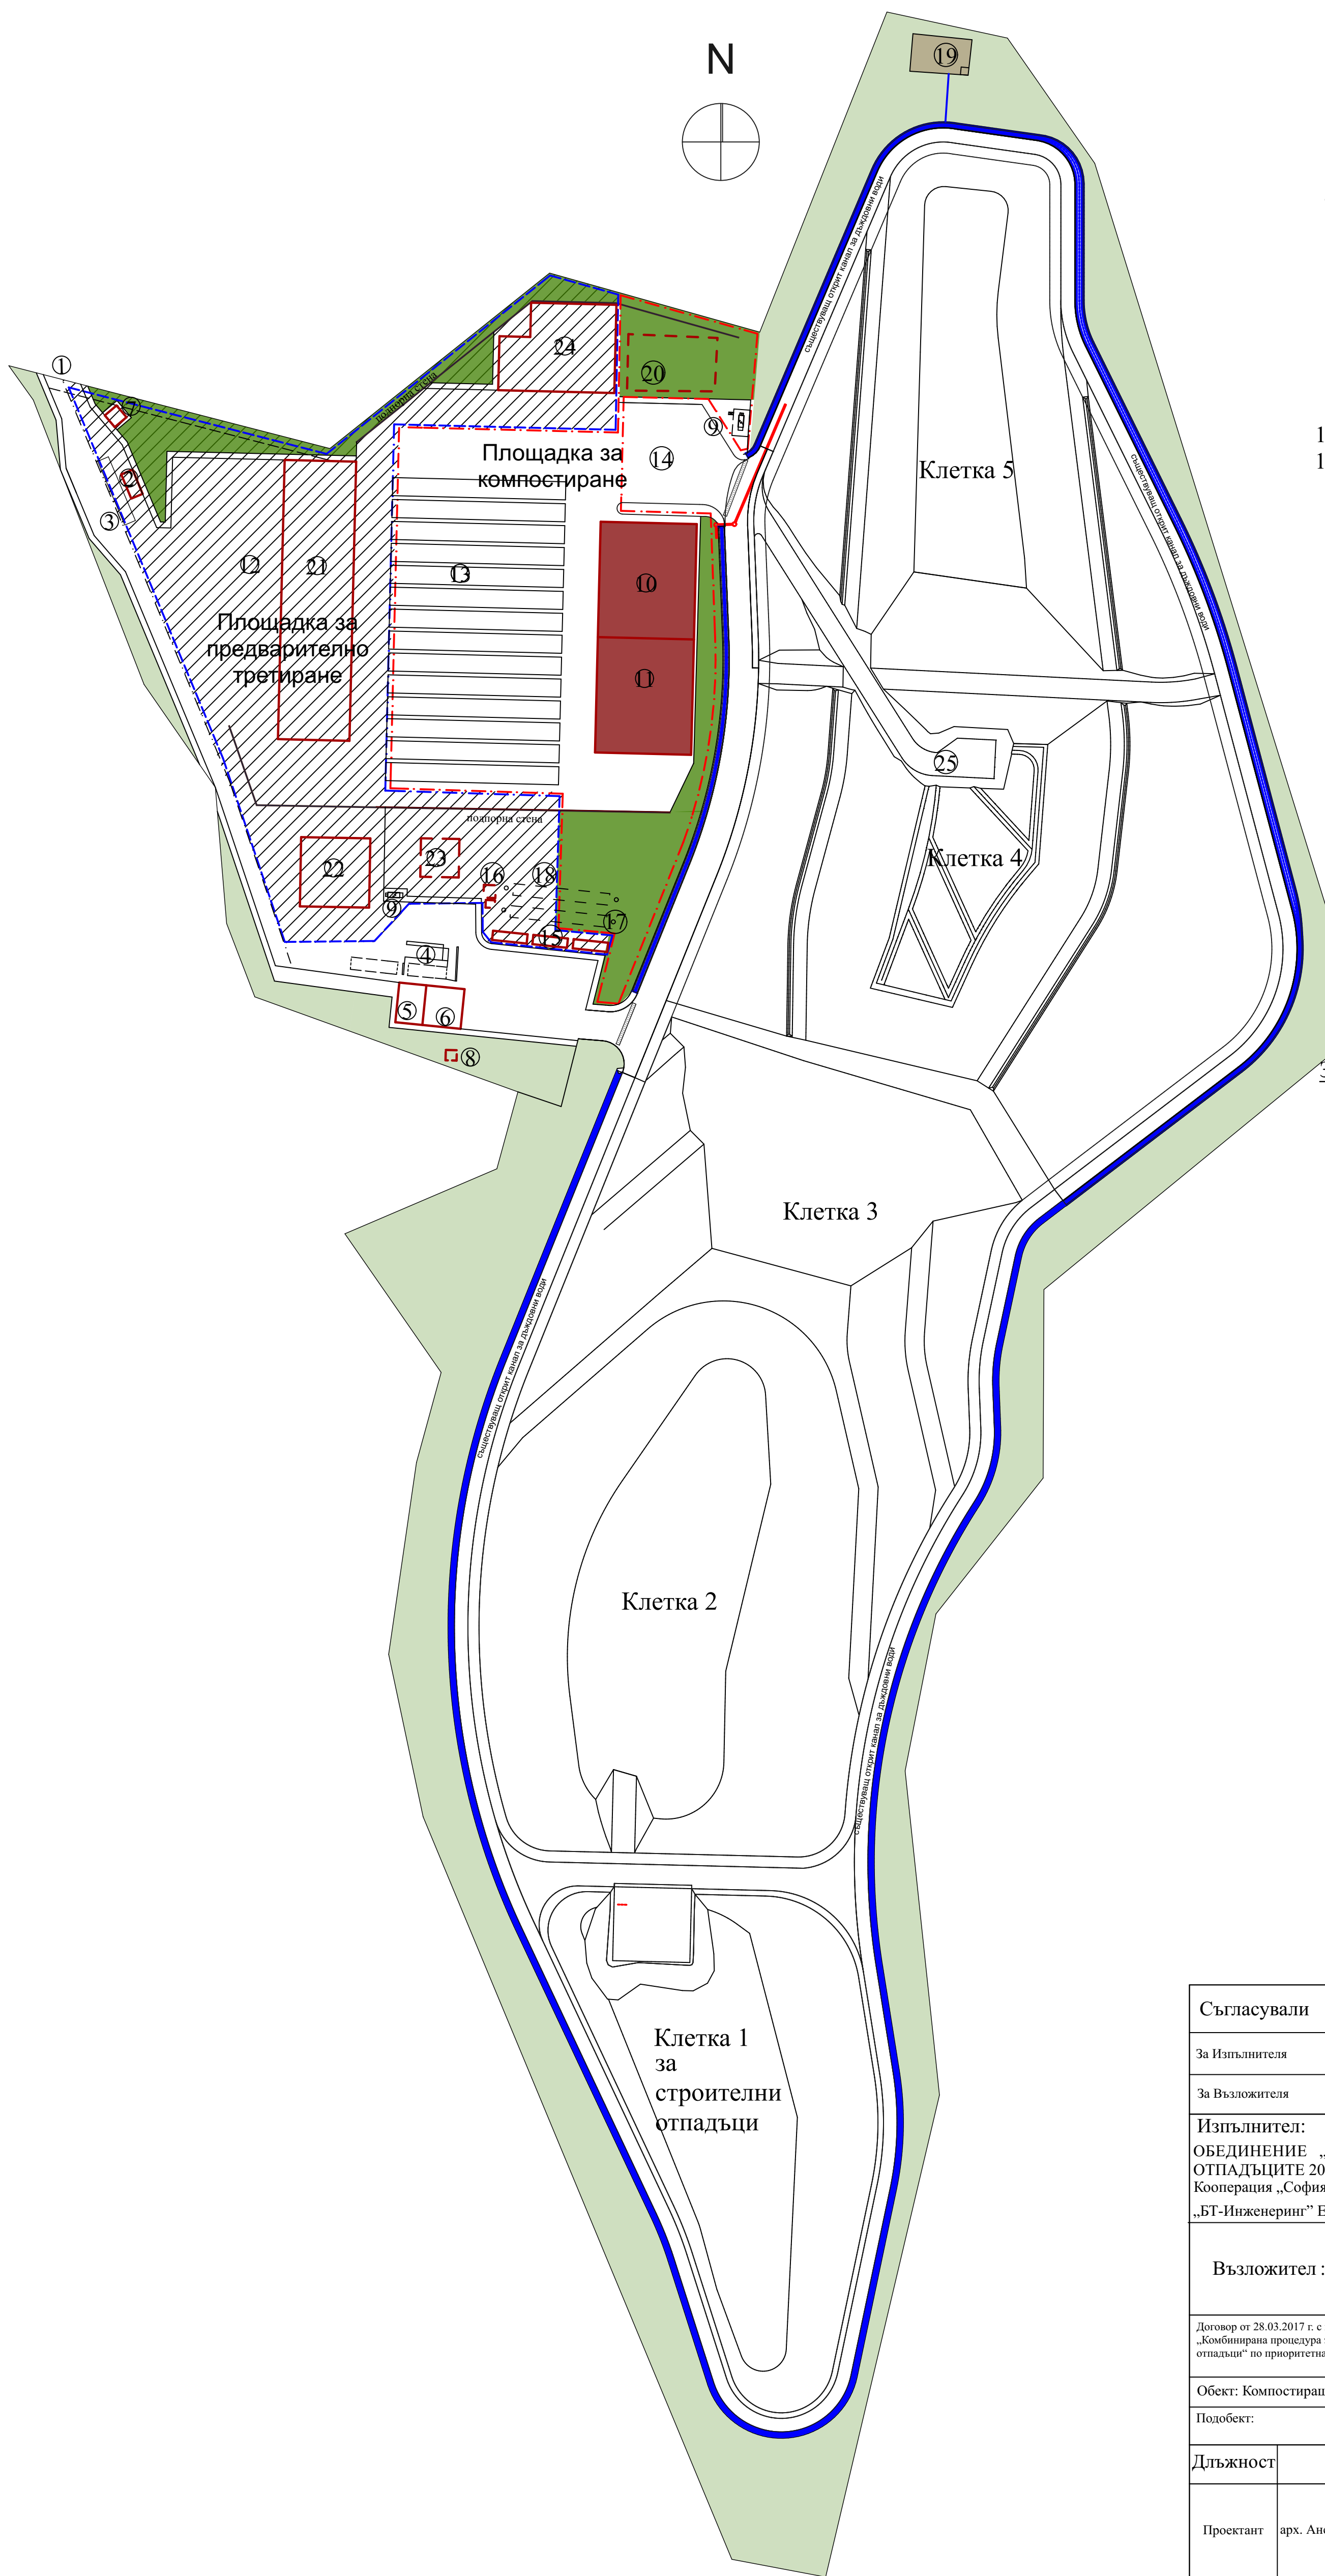 N
19
съществуващ открит канал за дъждовни води
24
подпорна стена
20
1
7
9
Площадка за
компостиране
14
1
1
Клетка 5
съществуващ открит канал за дъждовни води
2
3
12
21
13
10
Площадка за
предварително
третиране
11
25
подпорна стена
Клетка 4
22
23
16
18
9
17
15
4
5
6
8
Клетка 3
съществуващ открит канал за дъждовни води
Клетка 2
съществуващ открит канал за дъждовни води
Клетка 1
за
строителни
отпадъци
Съгласували
За Изпълнителя
За Възложителя
Изпълнител:
ОБЕДИНЕНИЕ „
ОТПАДЪЦИТЕ 20
Кооперация „София
„БТ-Инженеринг” Е
Възложител :
Договор от 28.03.2017 г. с
„Комбинирана процедура
отпадъци“ по приоритетна
Обект: Компостиращ
Подобект:
Длъжност
Проектант арх. Ан